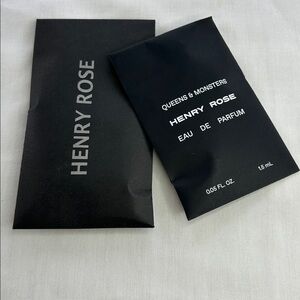 HENRY ROSE
QUEENS & MONSTERS
HENRY ROSE
EAU DE PARFUM
0.05 FL. OZ. 1.5 mL